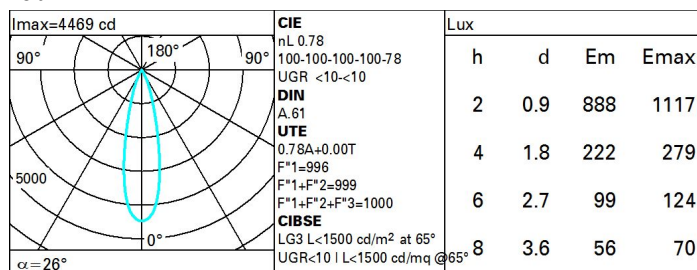 Imax=4469 cd
90°
180°
90°
5000
0°
α=26°
CIE
nL 0.78
100-100-100-100-78
UGR <10-<10
DIN
A.61
UTE
0.78A+0.00T
F"1=996
F"1+F"2=999
F"1+F"2+F"3=1000
CIBSE
LG3 L<1500 cd/m² at 65°
UGR<10 | L<1500 cd/mq @65°
Lux
h d Em Emax
2 0.9 888 1117
4 1.8 222 279
6 2.7 99 124
8 3.6 56 70